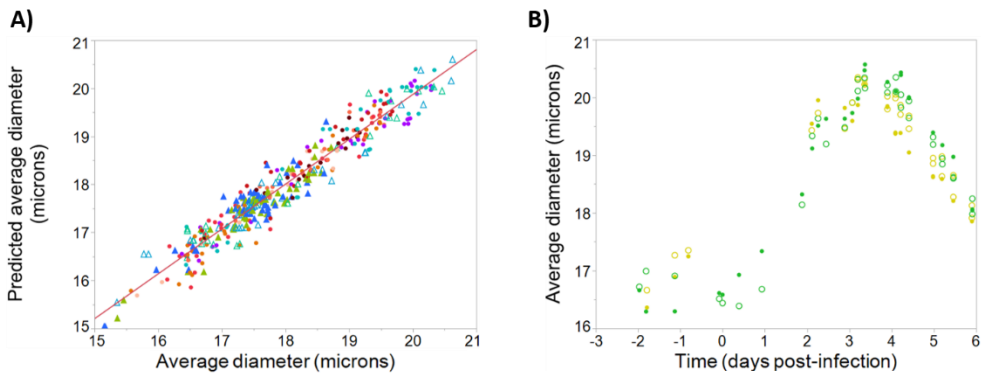 A)
Predicted average diameter
(microns)
21
20
19
18
17
16
15
15 16 17 18 19 20 21
Average diameter (microns)
B)
Average diameter (microns)
21
20
19
18
17
16
-3 -2 -1 0 1 2 3 4 5 6
Time (days post-infection)